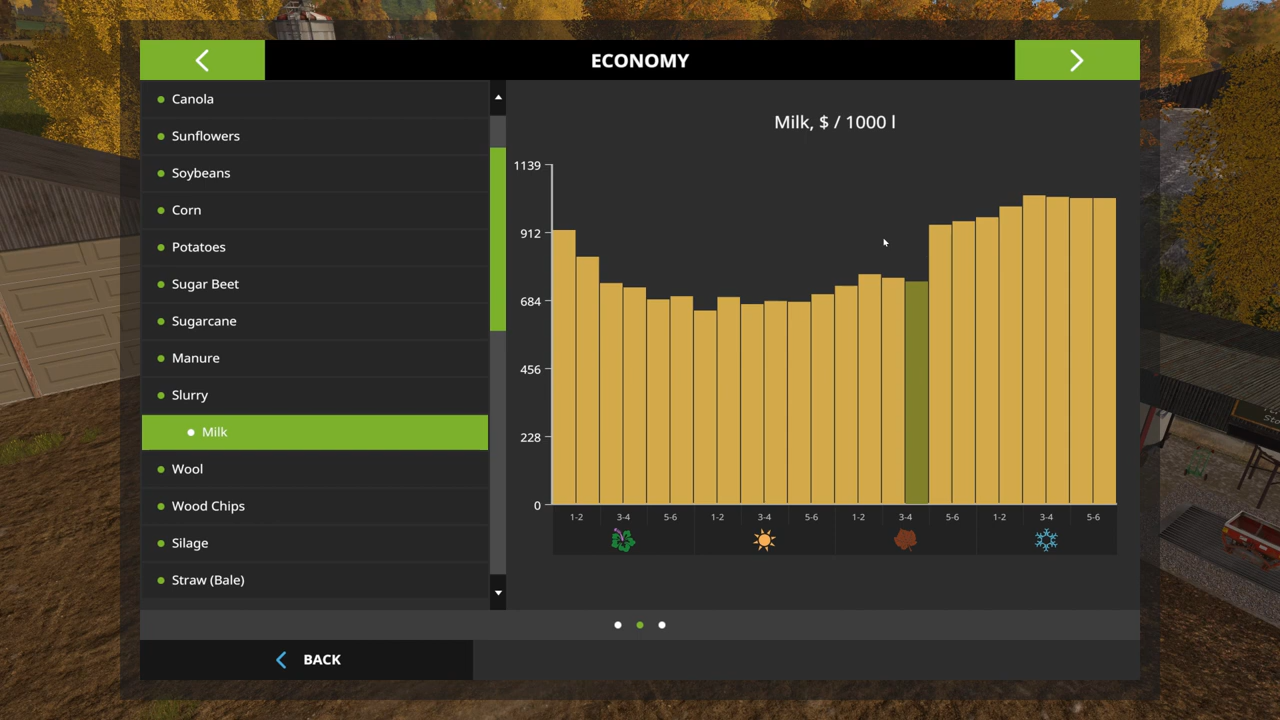 ECONOMY
Canola
Sunflowers
Soybeans
Corn
Potatoes
Sugar Beet
Sugarcane
Manure
Slurry
Milk
Wool
Wood Chips
Silage
Straw (Bale)
Milk, $ / 1000 l
1139
912
684
456
228
0
1-2 3-4 5-6 1-2 3-4 5-6 1-2 3-4 5-6 1-2 3-4 5-6
BACK